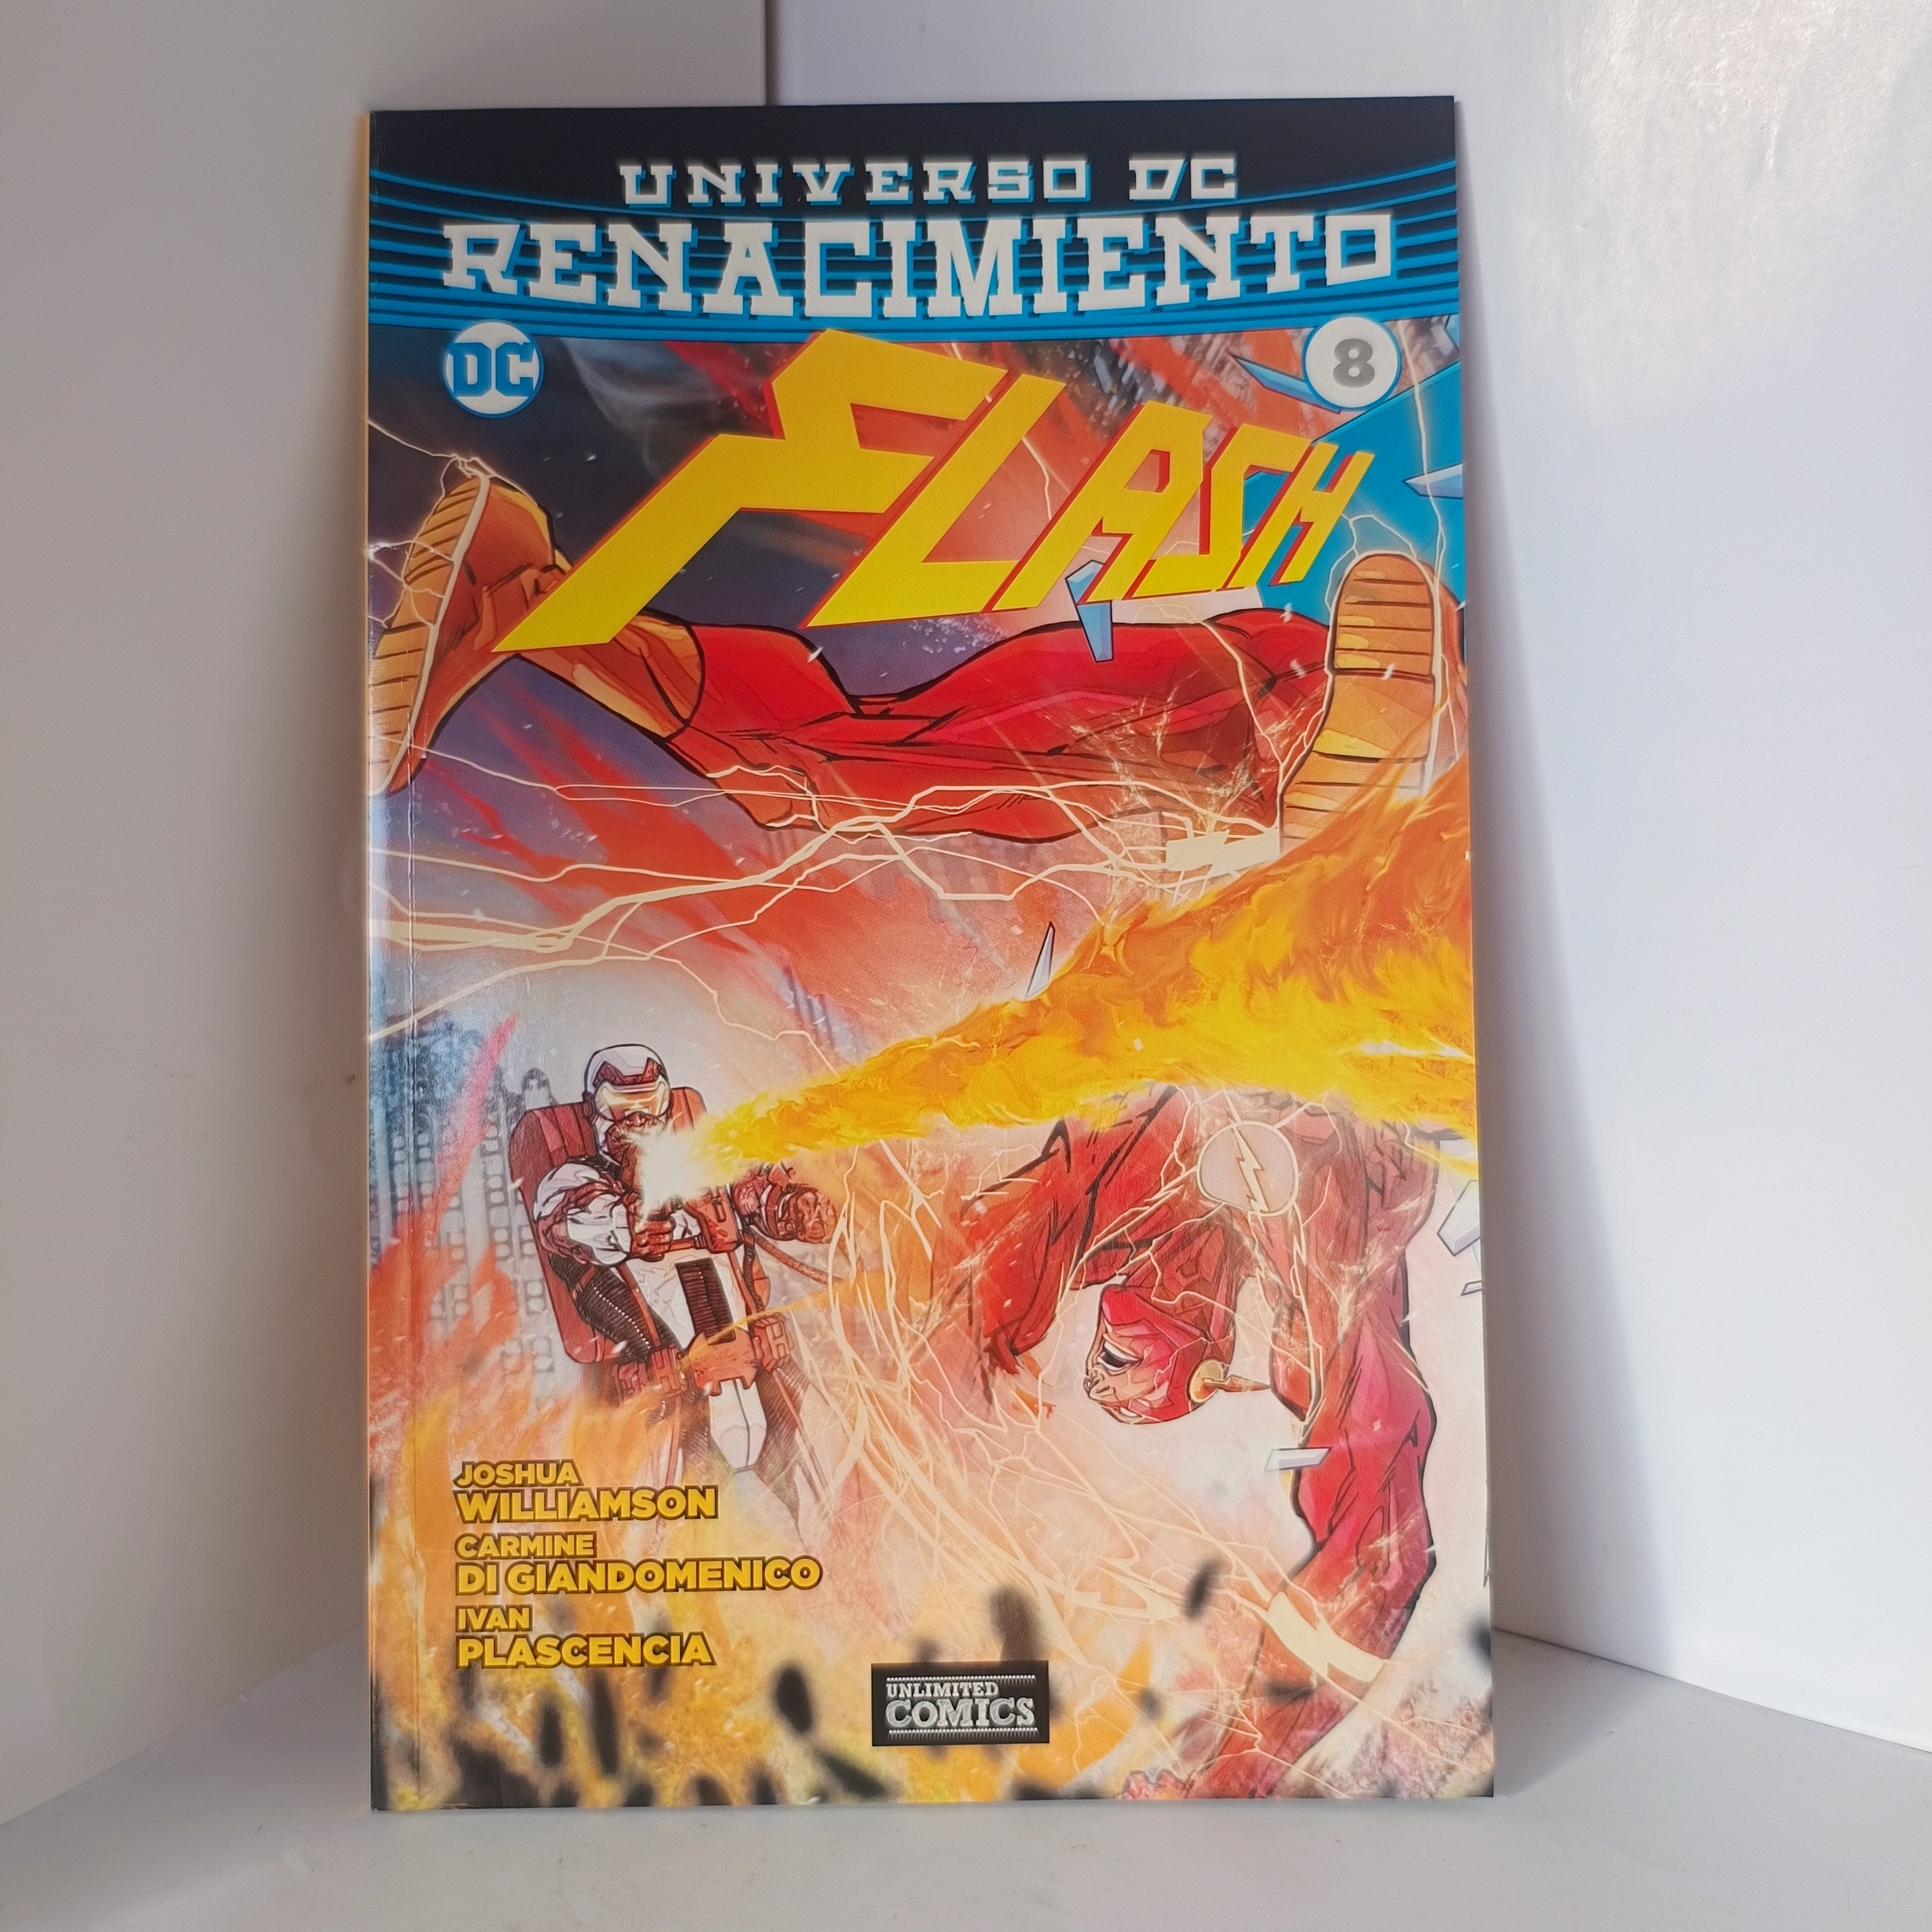 UNIVERSO DC
RENACIMIENTO
DC
8
FLASH
JOSHUA
WILLIAMSON
CARMINE
DI GIANDOMENICO
IVAN
PLASCENCIA
UNLIMITED
COMICS